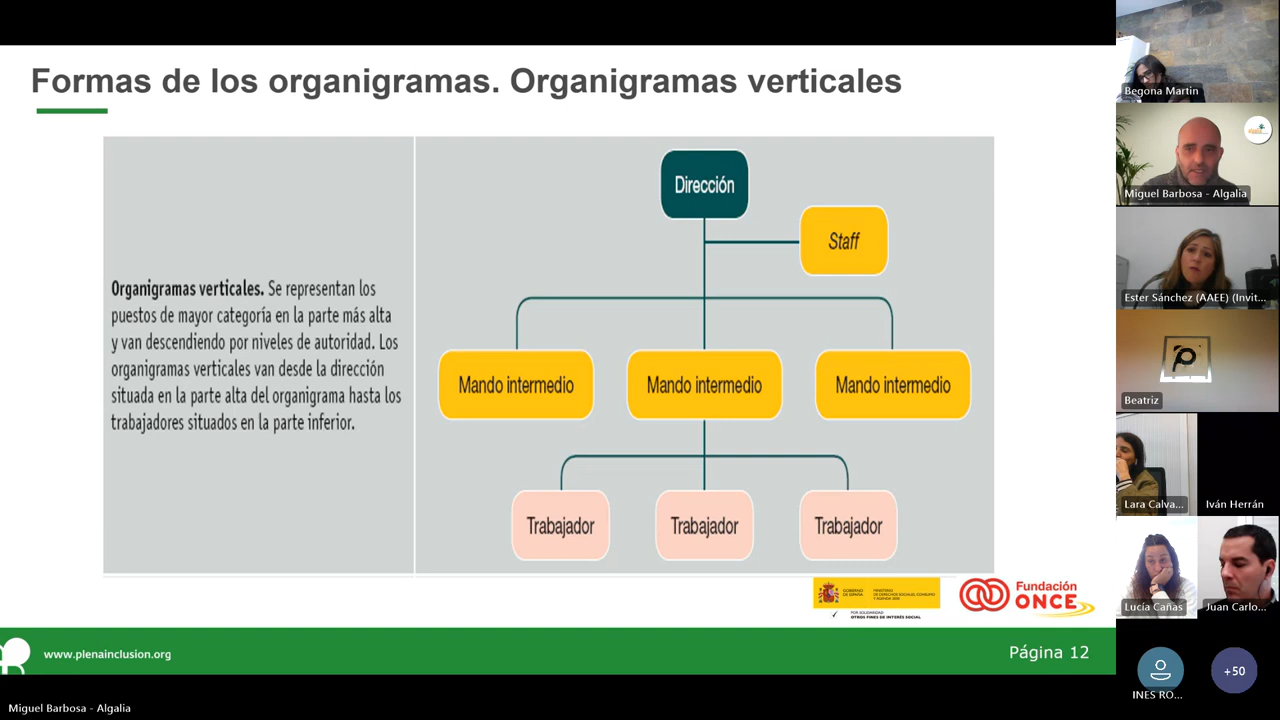 Formas de los organigramas. Organigramas verticales
Organigramas verticales. Se representan los
puestos de mayor categoría en la parte más alta
y van descendiendo por niveles de autoridad. Los
organigramas verticales van desde la dirección
situada en la parte alta del organigrama hasta los
trabajadores situados en la parte inferior.
Dirección
Staff
Mando intermedio
Mando intermedio
Mando intermedio
Trabajador
Trabajador
Trabajador
GOBIERNO
DE ESPAÑA
MINISTERIO
DE DERECHOS SOCIALES, CONSUMO
Y AGENDA 2030
POR SOLIDARIDAD
OTROS FINES DE INTERÉS SOCIAL
Fundación
ONCE
www.plenainclusion.org
Página 12
Miguel Barbosa - Algalia
Begona Martin
Miguel Barbosa - Algalia
Ester Sánchez (AAEE) (Invit...
Beatriz
Lara Calva...
Iván Herrán
Lucía Cañas
Juan Carlo...
INES RO...
+50